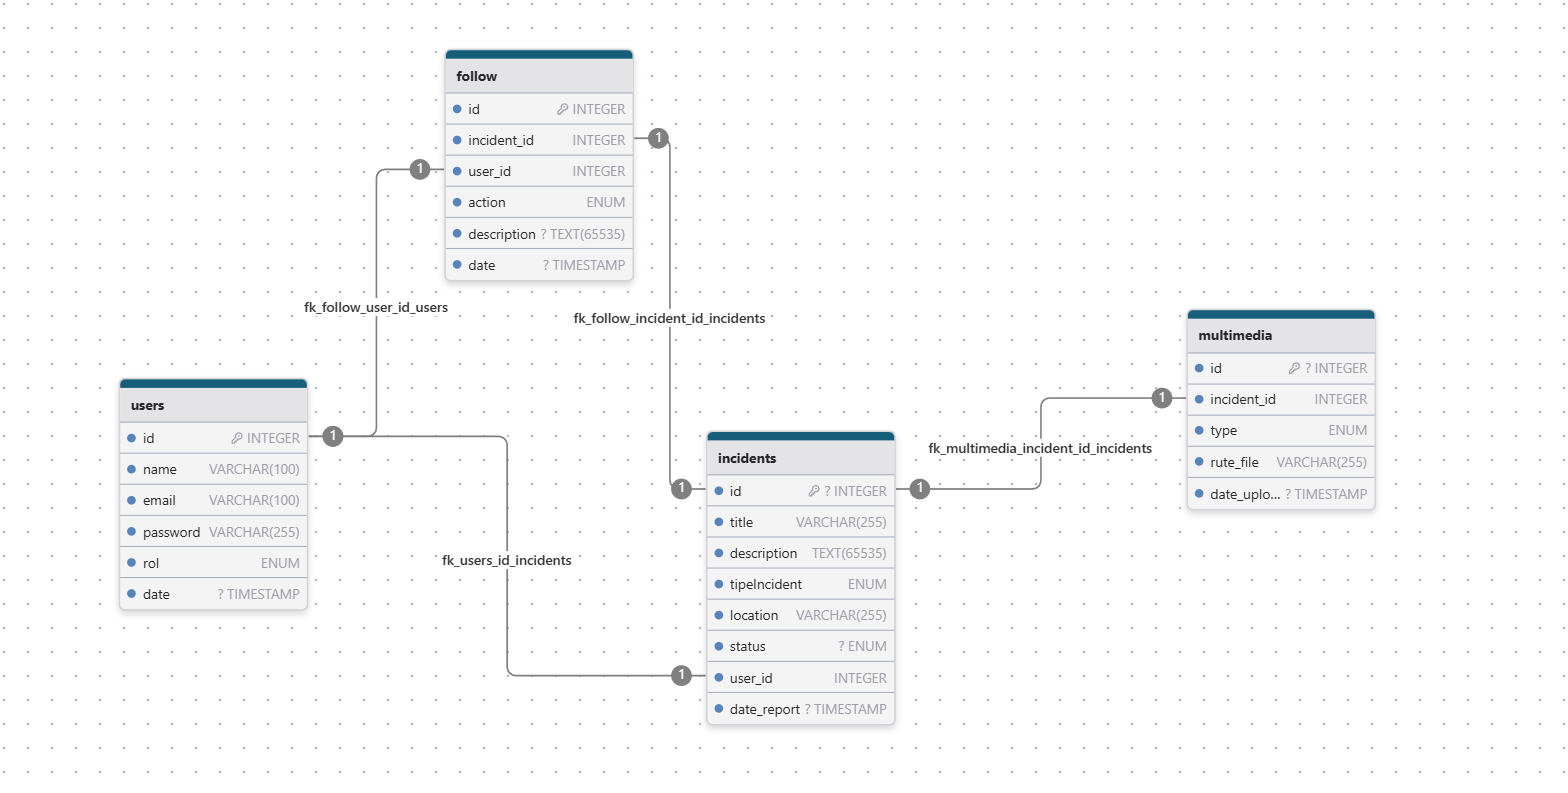 follow
id INTEGER
incident_id INTEGER
user_id INTEGER
action ENUM
description ? TEXT(65535)
date ? TIMESTAMP
1
1
fk_follow_user_id_users
fk_follow_incident_id_incidents
users
id INTEGER
name VARCHAR(100)
email VARCHAR(100)
password VARCHAR(255)
rol ENUM
date ? TIMESTAMP
1
fk_users_id_incidents
1
1
incidents
id ? INTEGER
title VARCHAR(255)
description TEXT(65535)
tipeIncident ENUM
location VARCHAR(255)
status ? ENUM
user_id INTEGER
date_report ? TIMESTAMP
1
fk_multimedia_incident_id_incidents
1
multimedia
id ? INTEGER
incident_id INTEGER
type ENUM
rute_file VARCHAR(255)
date_uplo... ? TIMESTAMP